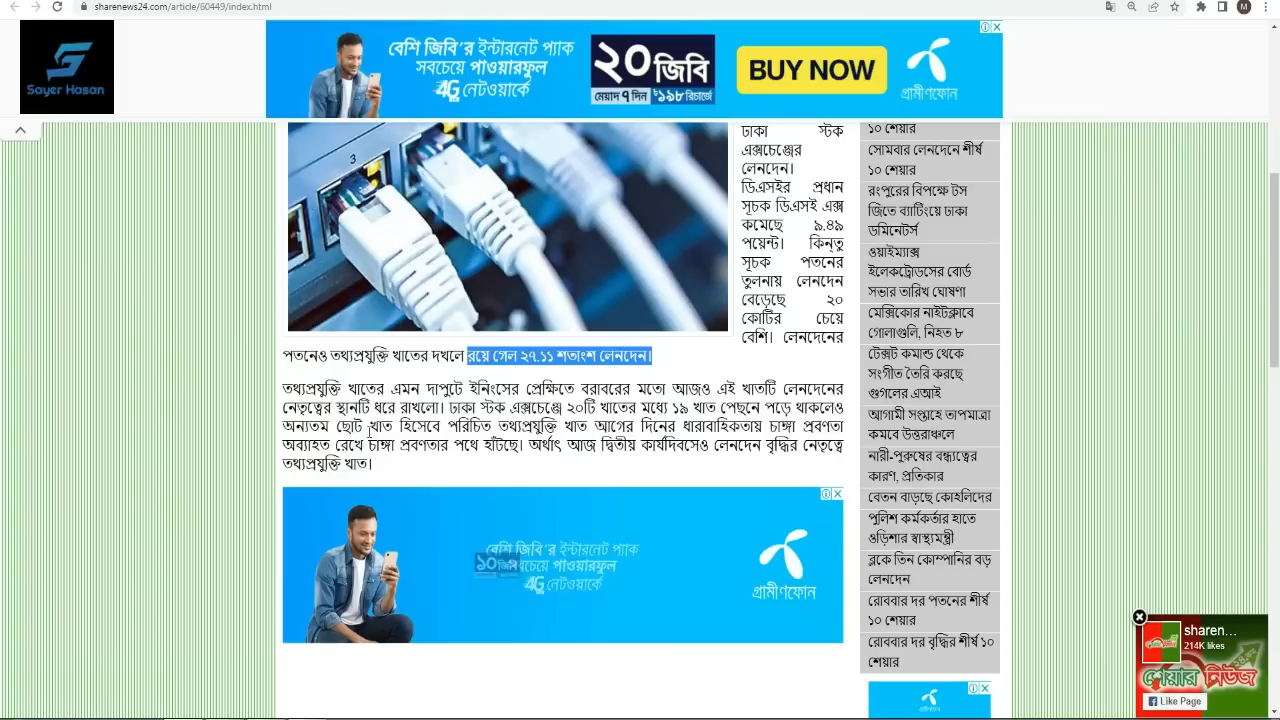 sharenews24.com/article/60449/index.html
M
Sayer Hasan
বেশি জিবি'র ইন্টারনেট প্যাক
সবচেয়ে পাওয়ারফুল
4G নেটওয়ার্কে
২০জিবি
মেয়াদ ৭ দিন ৳১৯৮ রিচার্জে
BUY NOW
গ্রামীণফোন
3
ঢাকা স্টক
এক্সচেঞ্জের
লেনদেন।
ডিএসইর প্রধান
সূচক ডিএসই এক্স
কমেছে ৯.৪৯
পয়েন্ট। কিন্তু
সূচক পতনের
তুলনায় লেনদেন
বেড়েছে ২০
কোটির চেয়ে
বেশি। লেনদেনের
পতনেও তথ্যপ্রযুক্তি খাতের দখলে রয়ে গেল ২৭.১১ শতাংশ লেনদেন।
তথ্যপ্রযুক্তি খাতের এমন দাপুটে ইনিংসের প্রেক্ষিতে বরাবরের মতো আজও এই খাতটি লেনদেনের
নেতৃত্বের স্থানটি ধরে রাখলো। ঢাকা স্টক এক্সচেঞ্জে ২০টি খাতের মধ্যে ১৯ খাত পেছনে পড়ে থাকলেও
অন্যতম ছোট খাত হিসেবে পরিচিত তথ্যপ্রযুক্তি খাত আগের দিনের ধারাবাহিকতায় চাঙ্গা প্রবণতা
অব্যাহত রেখে চাঙ্গা প্রবণতার পথে হাঁটছে। অর্থাৎ আজ দ্বিতীয় কার্যদিবসেও লেনদেন বৃদ্ধির নেতৃত্বে
তথ্যপ্রযুক্তি খাত।
বেশি জিবি'র ইন্টারনেট প্যাক
সবচেয়ে পাওয়ারফুল
4G নেটওয়ার্কে
১০জিবি
গ্রামীণফোন
১০ শেয়ার
সোমবার লেনদেনে শীর্ষ
১০ শেয়ার
রংপুরের বিপক্ষে টস
জিতে ব্যাটিংয়ে ঢাকা
ডমিনেটর্স
ওয়াইম্যাক্স
ইলেকট্রোডসের বোর্ড
সভার তারিখ ঘোষণা
মেক্সিকোর নাইটক্লাবে
গোলাগুলি, নিহত ৮
টেক্সট কমান্ড থেকে
সংগীত তৈরি করছে
গুগলের এআই
আগামী সপ্তাহে তাপমাত্রা
কমবে উত্তরাঞ্চলে
নারী-পুরুষের বন্ধ্যত্বের
কারণ, প্রতিকার
বেতন বাড়ছে কোহলিদের
পুলিশ কর্মকর্তার হাতে
ওড়িশার স্বাস্থ্যমন্ত্রী
ব্লকে তিন কোম্পানির বড়
লেনদেন
রোববার দর পতনের শীর্ষ
১০ শেয়ার
রোববার দর বৃদ্ধির শীর্ষ ১০
শেয়ার
sharen...
214K likes
শেয়ার নিউজ
Like Page